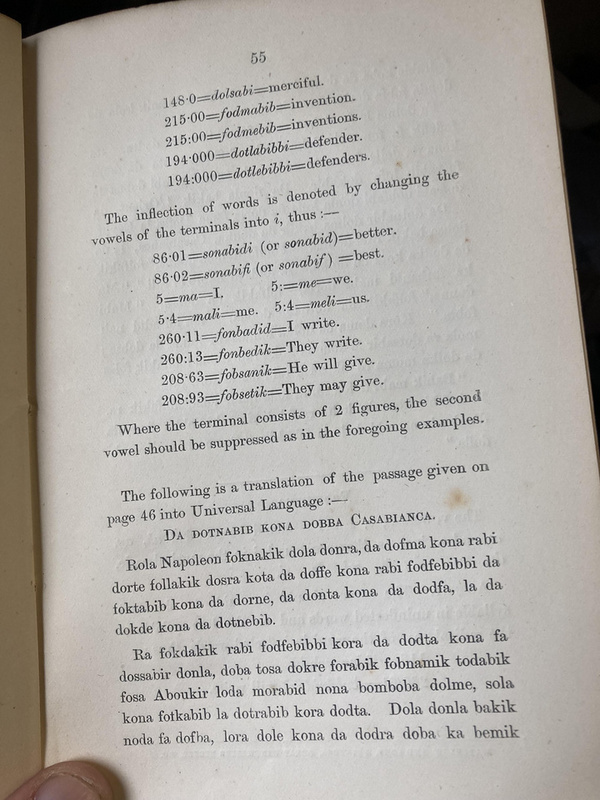 55
148·0=dolsabi=merciful.
215·00=fodmabib=invention.
215:00=fodmebib=inventions.
194·000=dotlabibbi=defender.
194:000=dotlebibbi=defenders.
The inflection of words is denoted by changing the
vowels of the terminals into i, thus :—
86·01=sonabidi (or sonabid)=better.
86·02=sonabifi (or sonabif) =best.
5=ma=I. 5:=me=we.
5·4=mali=me. 5:4=meli=us.
260·11=fonbadid=I write.
260:13=fonbedik=They write.
208·63=fobsanik=He will give.
208:93=fobsetik=They may give.
Where the terminal consists of 2 figures, the second
vowel should be suppressed as in the foregoing examples.
The following is a translation of the passage given on
page 46 into Universal Language :—
DA DOTNABIB KONA DOBBA CASABIANCA.
Rola Napoleon foknakik dola donra, da dofma kona rabi
dorte follakik dosra kota da doffe kona rabi fodfebibbi da
foktabib kona da dorne, da donta kona da dodfa, la da
dokde kona da dotnebib.
Ra fokdakik rabi fodfebibbi kora da dodta kona fa
dossabir donla, doba tosa dokre forabik fobnamik todabik
fosa Aboukir loda morabid nona bomboba dolme, sola
kona fotkabib la dotrabib kora dodta. Dola donla bakik
noda fa dofba, lora dole kona da dodra doba ka bemik